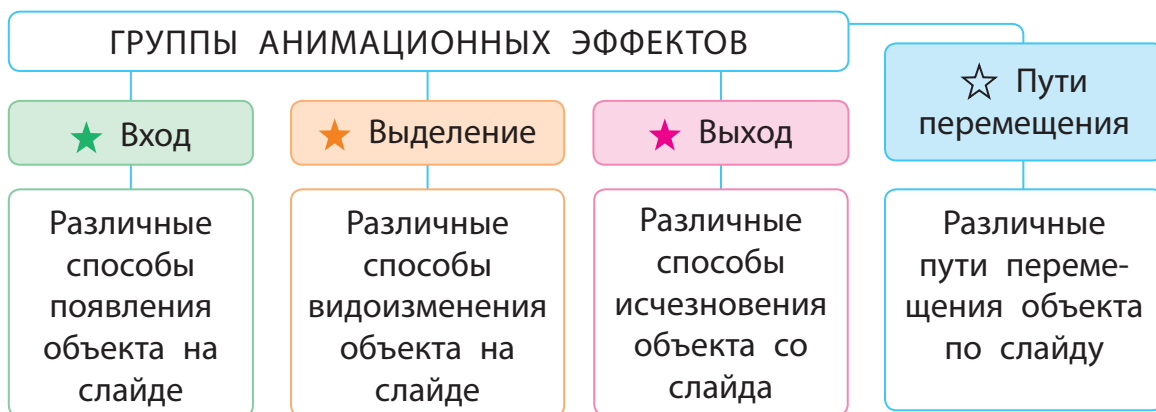 ГРУППЫ АНИМАЦИОННЫХ ЭФФЕКТОВ
Вход
Различные
способы
появления
объекта на
слайде
Выделение
Различные
способы
видоизменения
объекта на
слайде
Выход
Различные
способы
исчезновения
объекта со
слайда
Пути
перемещения
Различные
пути переме-
щения объекта
по слайду